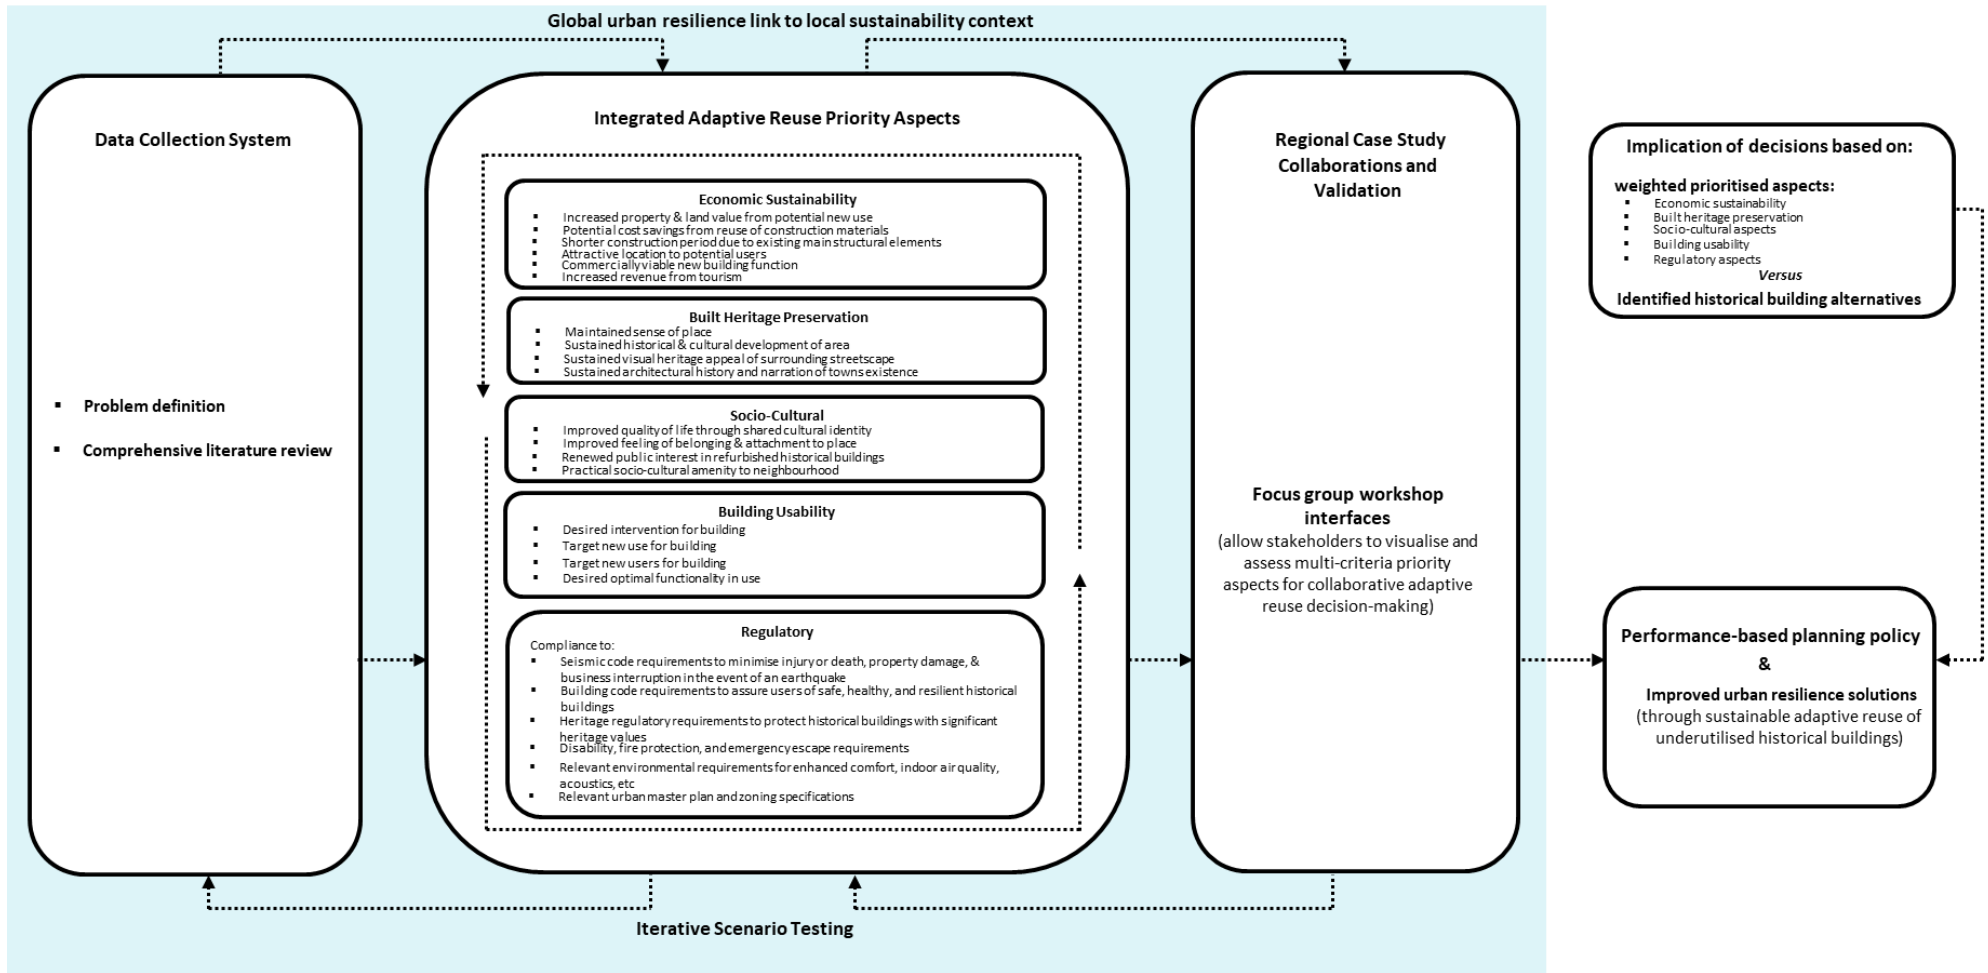 Global urban resilience link to local sustainability context
Data Collection System
▪ Problem definition
▪ Comprehensive literature review
Integrated Adaptive Reuse Priority Aspects
Economic Sustainability
▪ Increased property & land value from potential new use
▪ Potential cost savings from reuse of construction materials
▪ Shorter construction period due to existing main structural elements
▪ Attractive location to potential users
▪ Commercially viable new building function
▪ Increased revenue from tourism
Built Heritage Preservation
▪ Maintained sense of place
▪ Sustained historical & cultural development of area
▪ Sustained visual heritage appeal of surrounding streetscape
▪ Sustained architectural history and narration of towns existence
Socio-Cultural
▪ Improved quality of life through shared cultural identity
▪ Improved feeling of belonging & attachment to place
▪ Renewed public interest in refurbished historical buildings
▪ Practical socio-cultural amenity to neighbourhood
Building Usability
▪ Desired intervention for building
▪ Target new use for building
▪ Target new users for building
▪ Desired optimal functionality in use
Regulatory
Compliance to:
▪ Seismic code requirements to minimise injury or death, property damage, &
business interruption in the event of an earthquake
▪ Building code requirements to assure users of safe, healthy, and resilient historical
buildings
▪ Heritage regulatory requirements to protect historical buildings with significant
heritage values
▪ Disability, fire protection, and emergency escape requirements
▪ Relevant environmental requirements for enhanced comfort, indoor air quality,
acoustics, etc
▪ Relevant urban master plan and zoning specifications
Regional Case Study
Collaborations and
Validation
Focus group workshop
interfaces
(allow stakeholders to visualise and
assess multi-criteria priority
aspects for collaborative adaptive
reuse decision-making)
Iterative Scenario Testing
Implication of decisions based on:
weighted prioritised aspects:
▪ Economic sustainability
▪ Built heritage preservation
▪ Socio-cultural aspects
▪ Building usability
▪ Regulatory aspects
Versus
Identified historical building alternatives
Performance-based planning policy
&
Improved urban resilience solutions
(through sustainable adaptive reuse of
underutilised historical buildings)